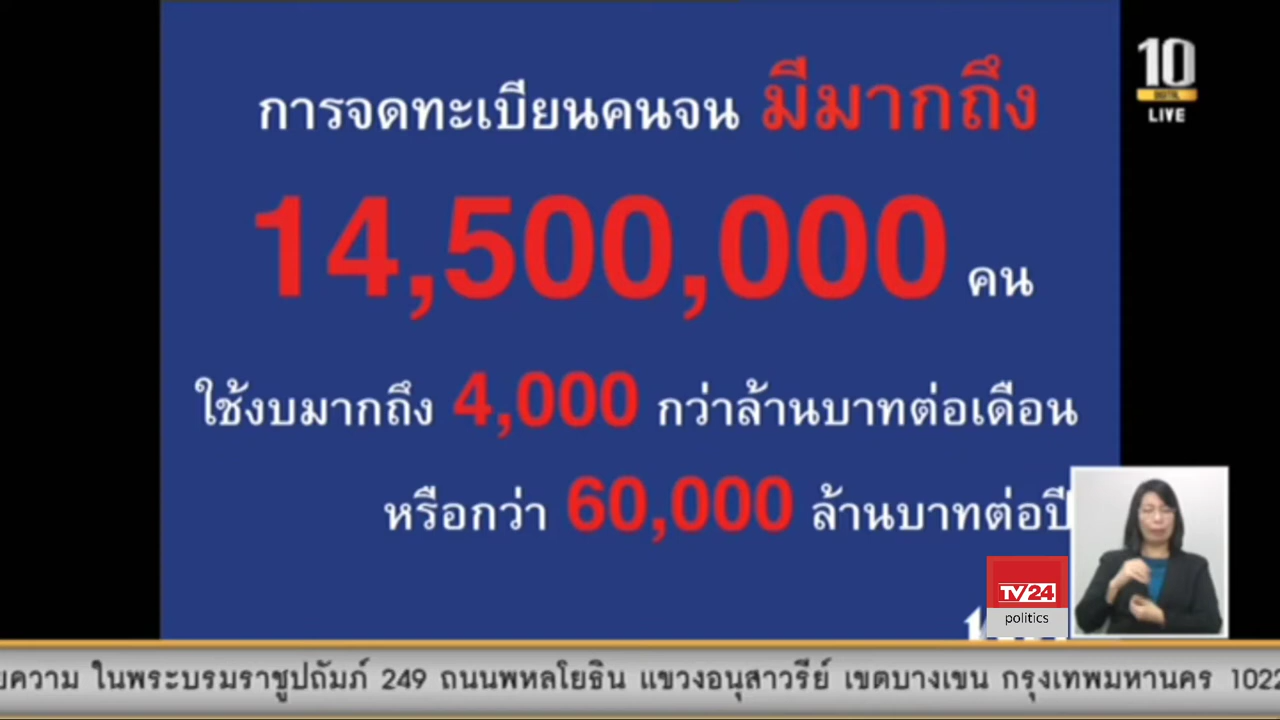 การจดทะเบียนคนจน มีมากถึง
14,500,000 คน
ใช้งบมากถึง 4,000 กว่าล้านบาทต่อเดือน
หรือกว่า 60,000 ล้านบาทต่อปี
10
DIGITAL
LIVE
TV24
politics
ในพระบรมราชูปถัมภ์ 249 ถนนพหลโยธิน แขวงอนุสาวรีย์ เขตบางเขน กรุงเทพมหานคร 1022